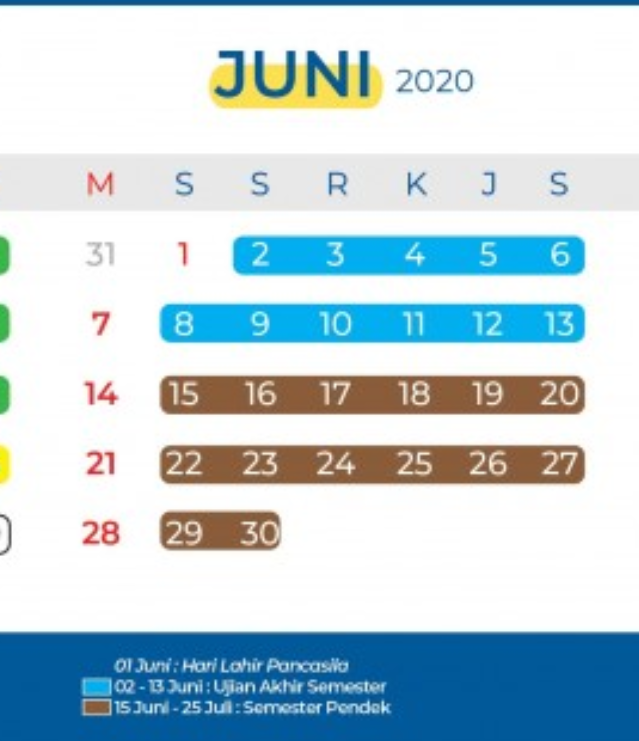 JUNI 2020
M S S R K J S
31 1 2 3 4 5 6
7 8 9 10 11 12 13
14 15 16 17 18 19 20
21 22 23 24 25 26 27
28 29 30
01 Juni : Hari Lahir Pancasila
02 - 13 Juni : Ujian Akhir Semester
15 Juni - 25 Juli : Semester Pendek